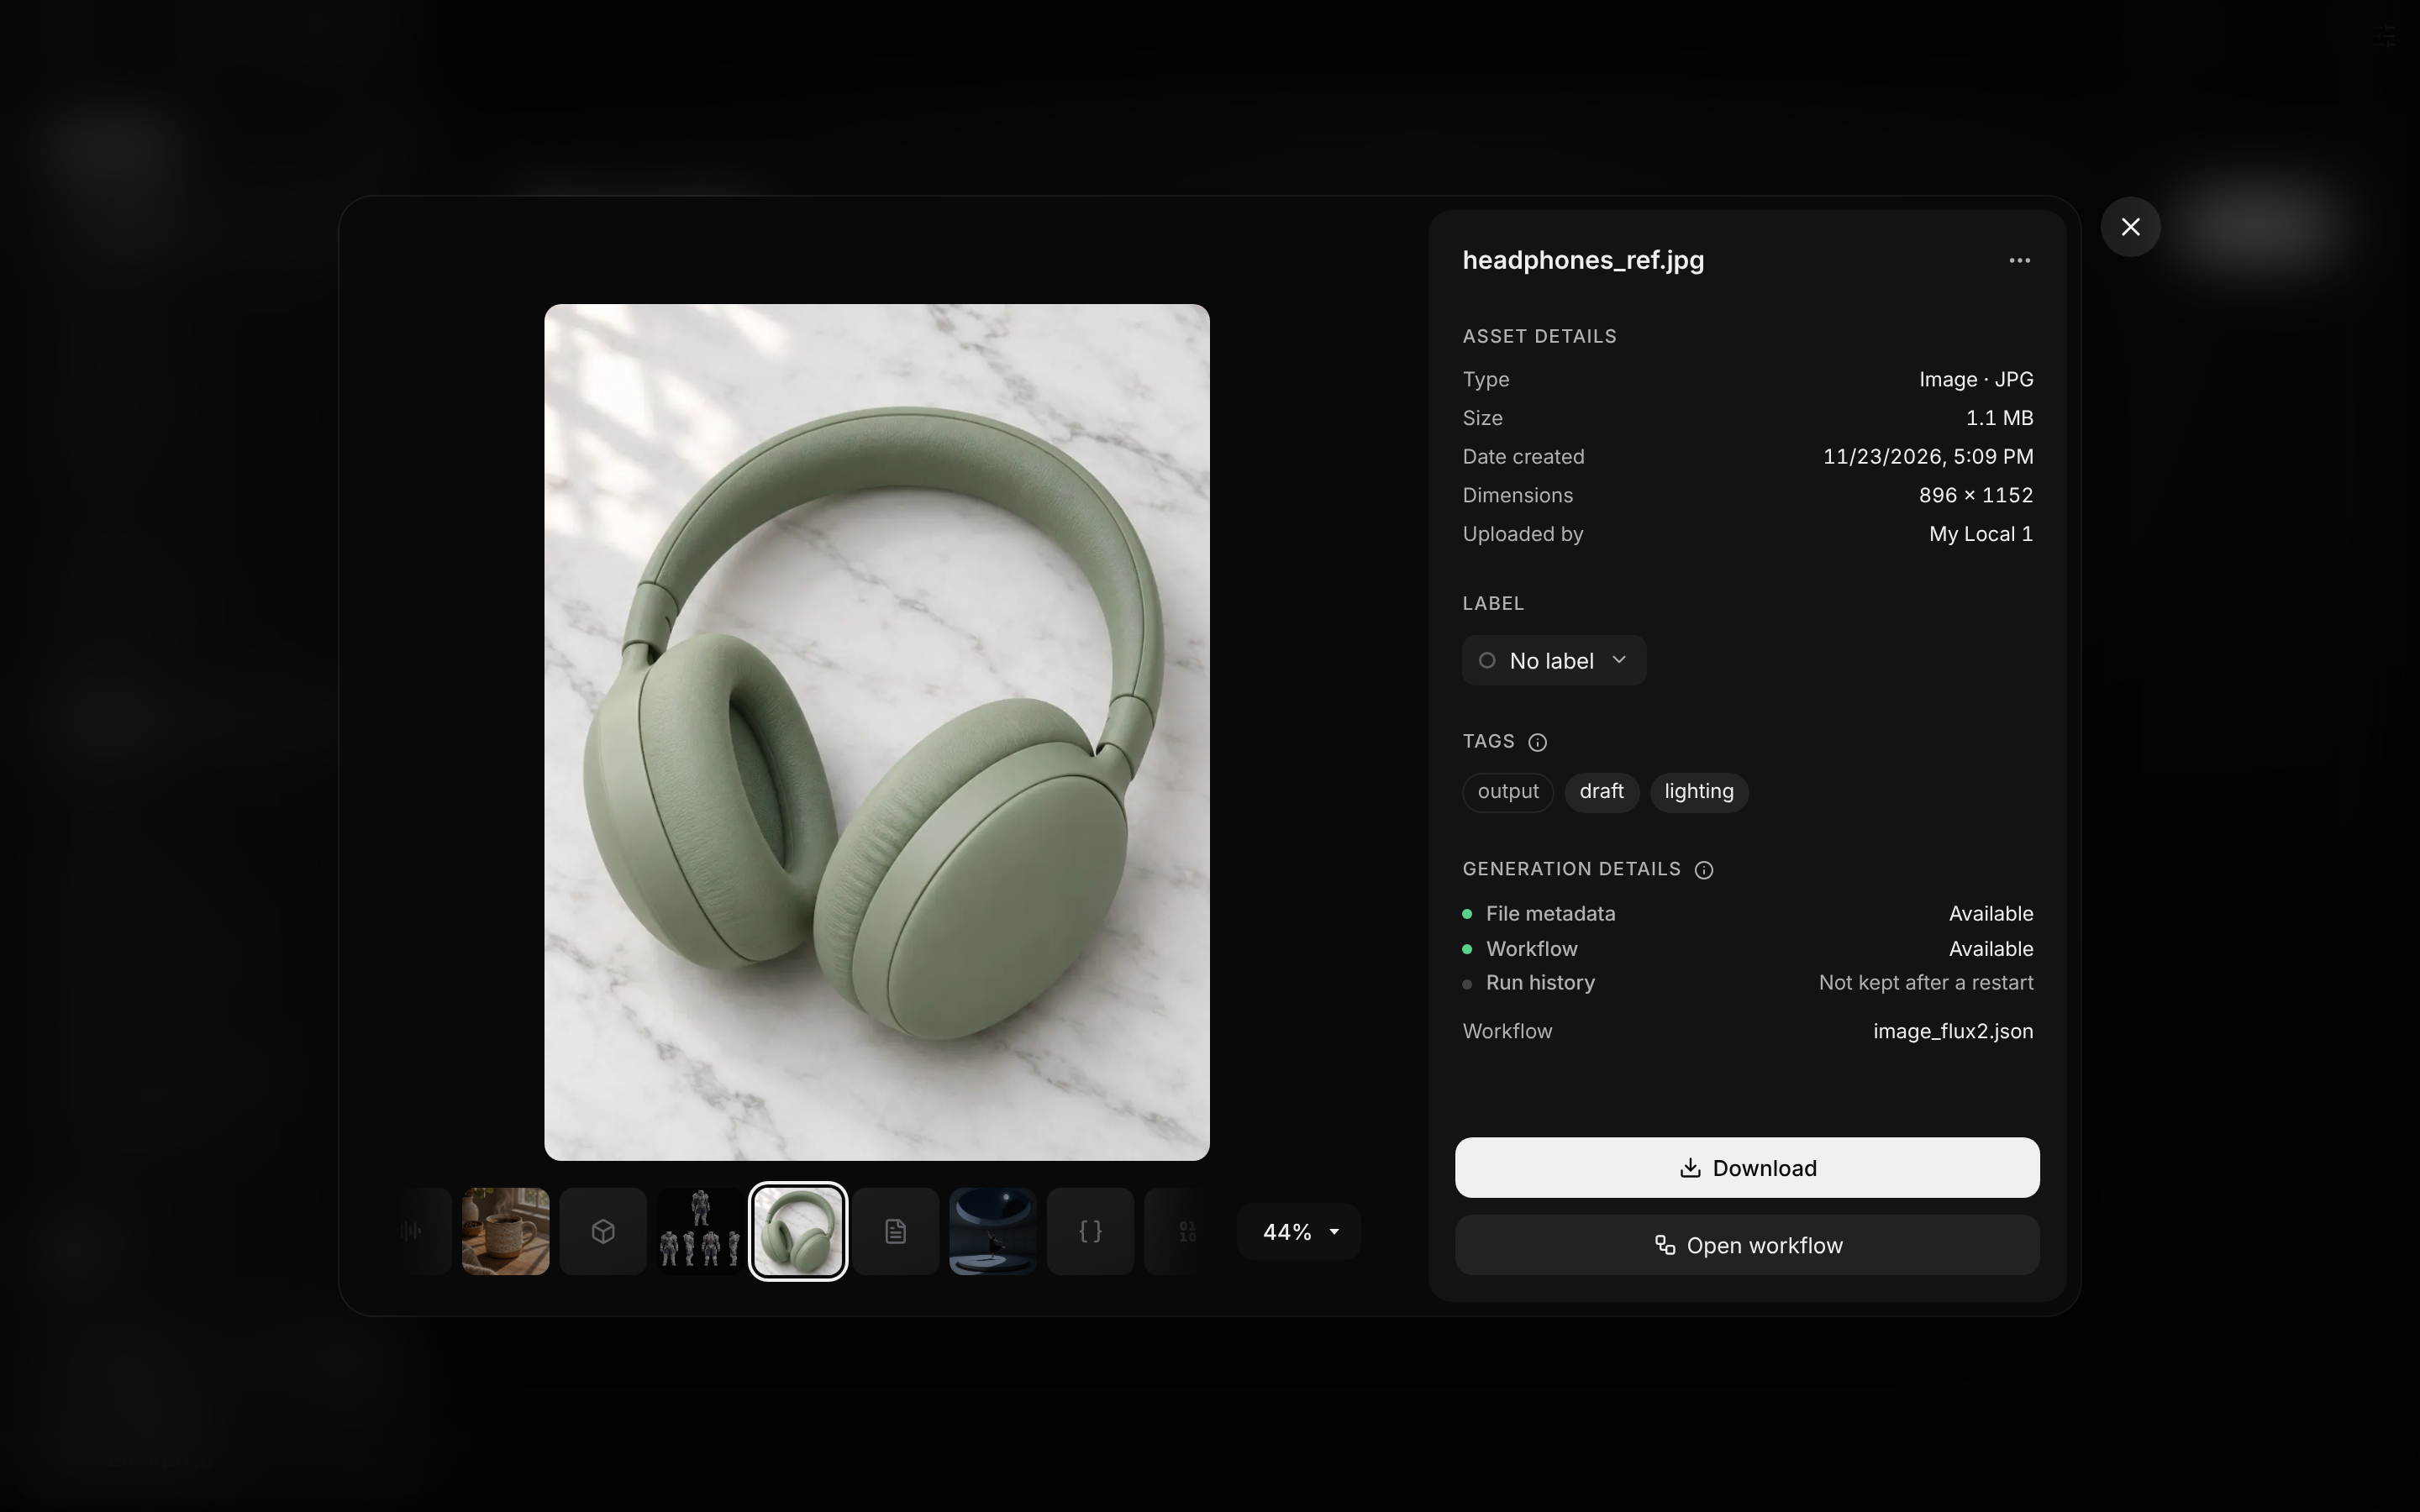 headphones_ref.jpg
ASSET DETAILS
Type Image · JPG
Size 1.1 MB
Date created 11/23/2026, 5:09 PM
Dimensions 896 × 1152
Uploaded by My Local 1
LABEL
No label
TAGS
output draft lighting
GENERATION DETAILS
File metadata Available
Workflow Available
Run history Not kept after a restart
Workflow image_flux2.json
Download
Open workflow
{ }
01
10
44%